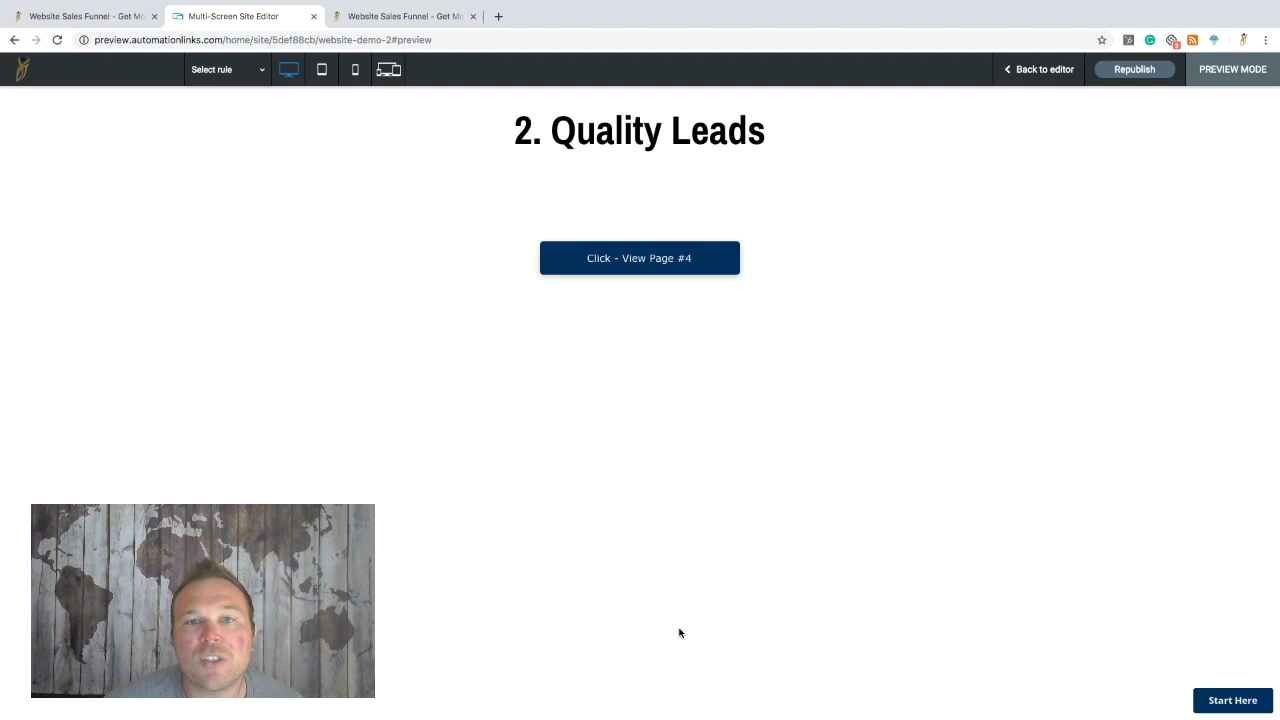 Website Sales Funnel - Get Mo
Multi-Screen Site Editor
Website Sales Funnel - Get Mo
preview.automationlinks.com/home/site/5def88cb/website-demo-2#preview
Select rule
Back to editor
Republish
PREVIEW MODE
2. Quality Leads
Click - View Page #4
Start Here